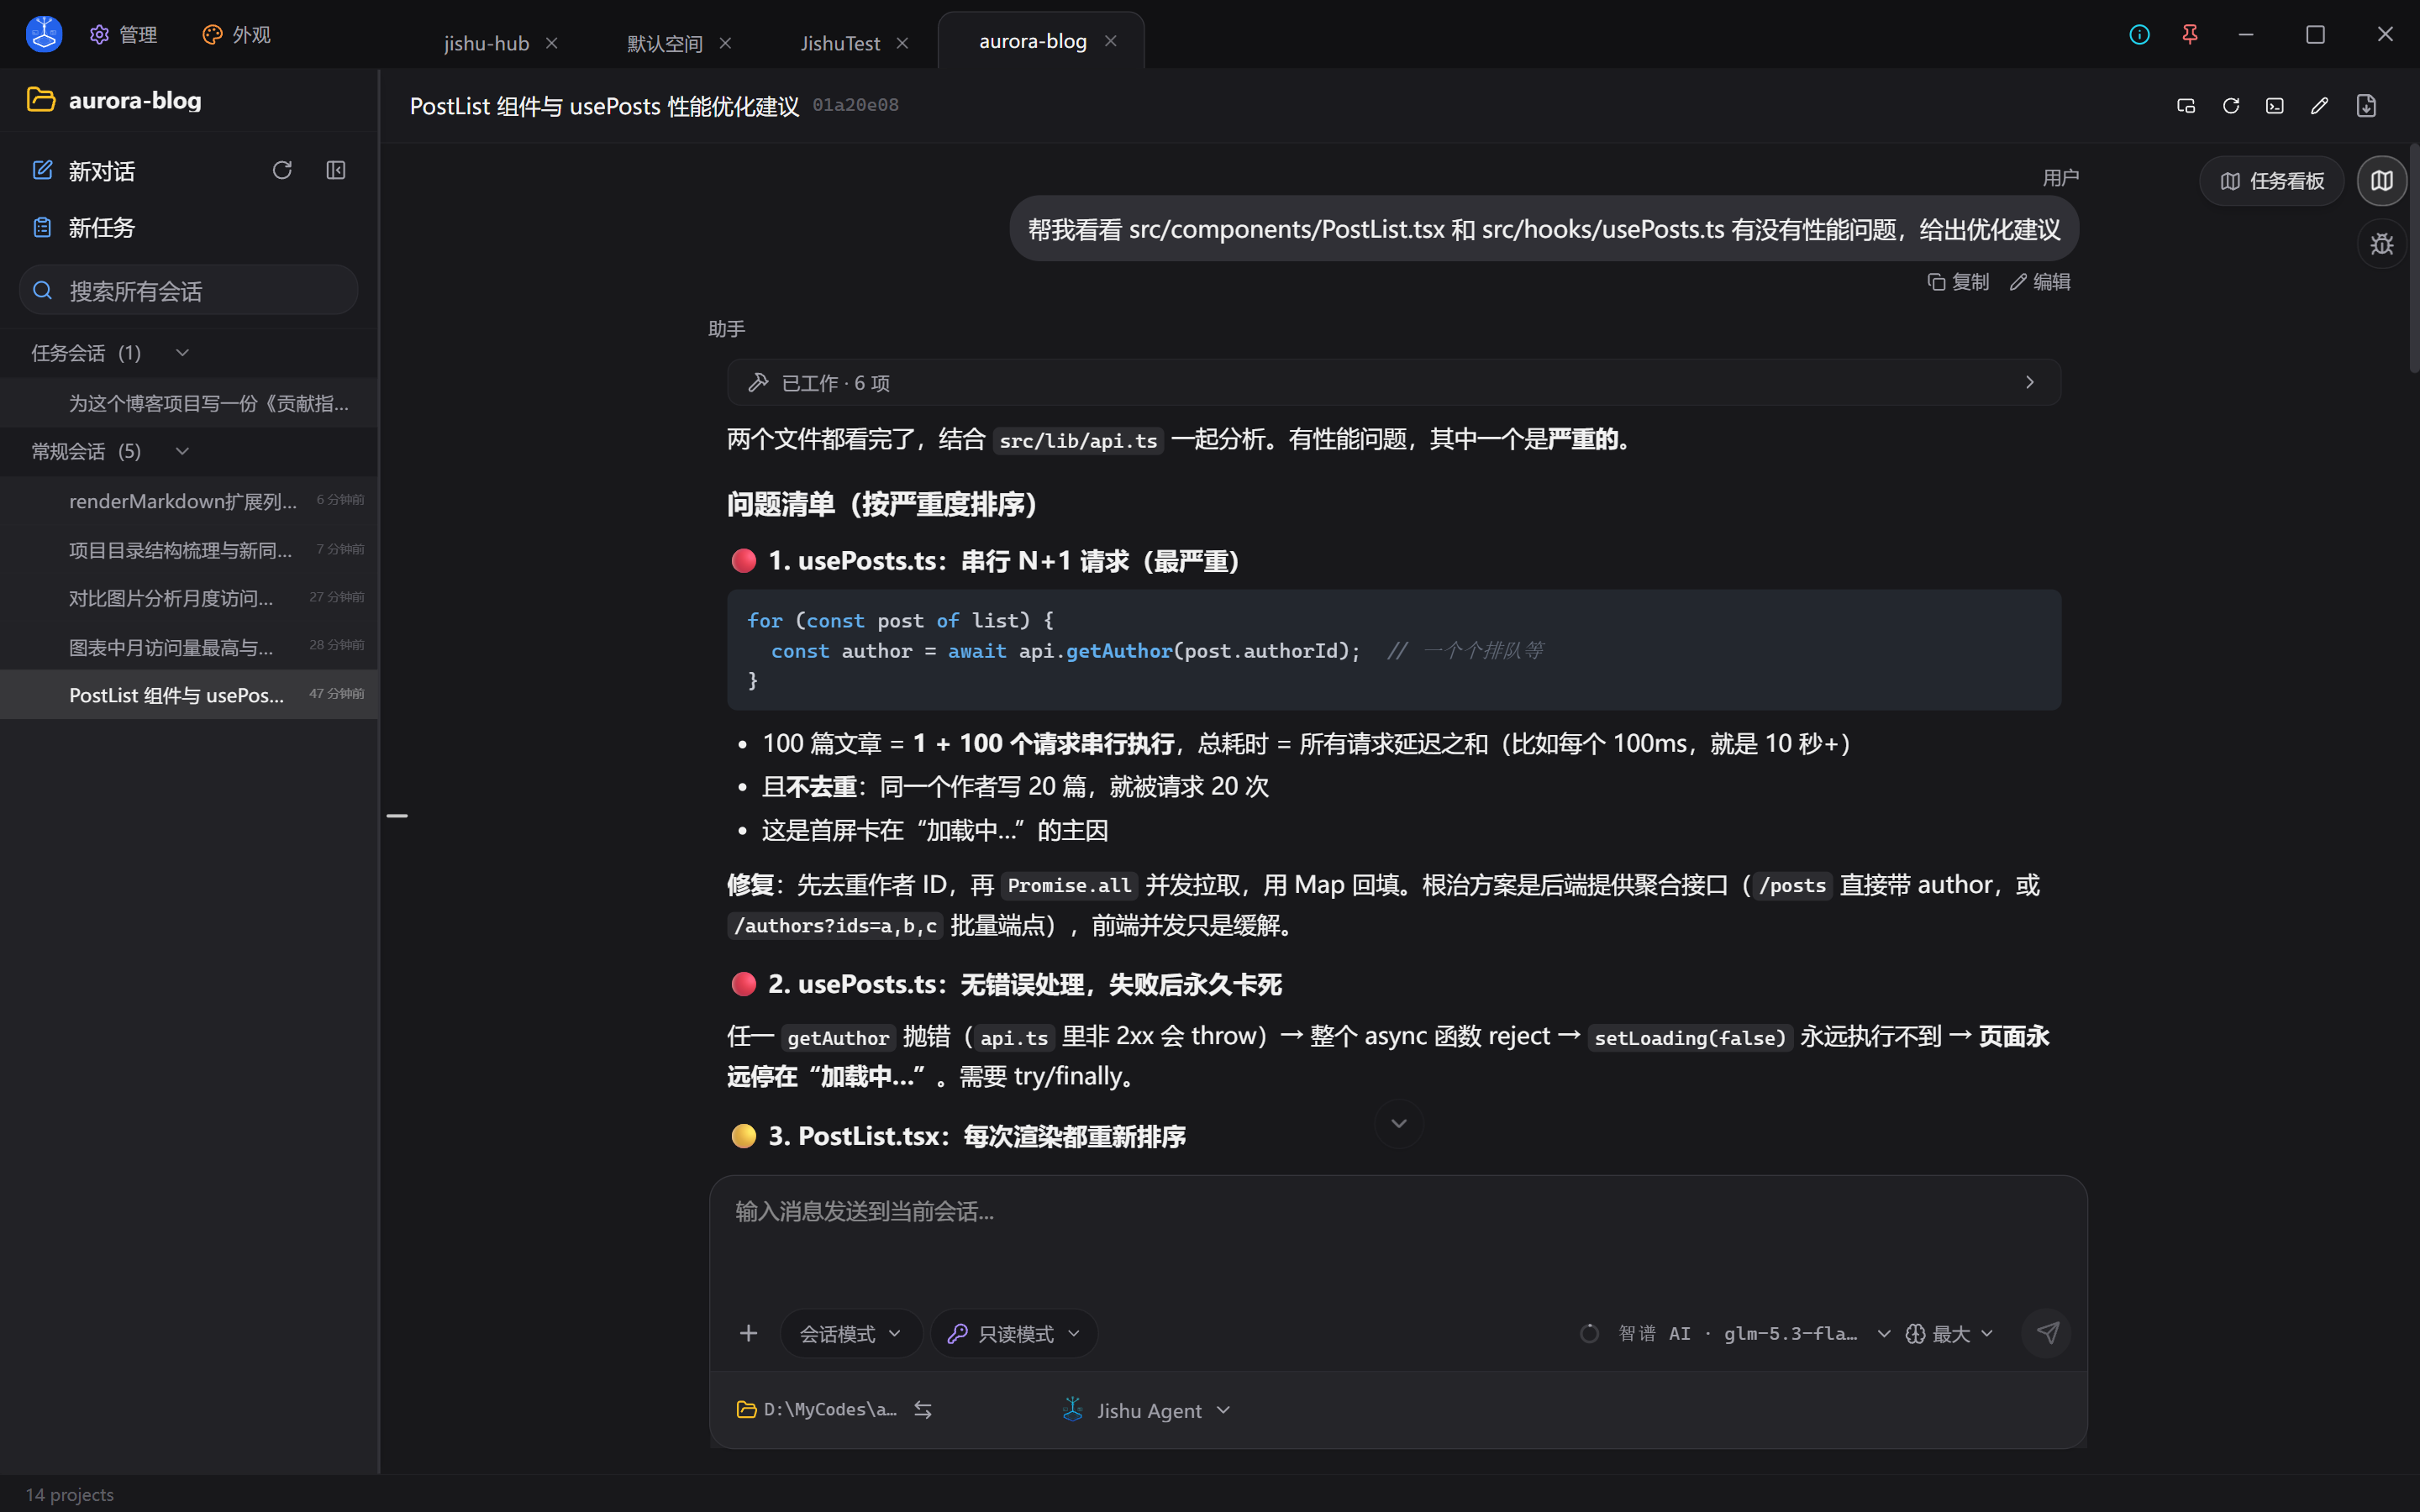 管理
外观
jishu-hub
默认空间
JishuTest
aurora-blog
aurora-blog
新对话
新任务
搜索所有会话
任务会话 (1)
为这个博客项目写一份《贡献指...
常规会话 (5)
renderMarkdown扩展列... 6 分钟前
项目目录结构梳理与新同... 7 分钟前
对比图片分析月度访问... 27 分钟前
图表中月访问量最高与... 28 分钟前
PostList 组件与 usePos... 47 分钟前
14 projects
PostList 组件与 usePosts 性能优化建议 01a20e08
任务看板
用户
帮我看看 src/components/PostList.tsx 和 src/hooks/usePosts.ts 有没有性能问题，给出优化建议
复制 编辑
助手
已工作 · 6 项
两个文件都看完了，结合 src/lib/api.ts 一起分析。有性能问题，其中一个是严重的。
问题清单（按严重度排序）
1. usePosts.ts：串行 N+1 请求（最严重）
for (const post of list) {
const author = await api.getAuthor(post.authorId); // 一个个排队等
}
• 100 篇文章 = 1 + 100 个请求串行执行，总耗时 = 所有请求延迟之和（比如每个 100ms，就是 10 秒+）
• 且不去重：同一个作者写 20 篇，就被请求 20 次
• 这是首屏卡在“加载中...”的主因
修复：先去重作者 ID，再 Promise.all 并发拉取，用 Map 回填。根治方案是后端提供聚合接口（/posts 直接带 author，或
/authors?ids=a,b,c 批量端点），前端并发只是缓解。
2. usePosts.ts：无错误处理，失败后永久卡死
任一 getAuthor 抛错（api.ts 里非 2xx 会 throw）→ 整个 async 函数 reject → setLoading(false) 永远执行不到 → 页面永
远停在“加载中...”。需要 try/finally。
3. PostList.tsx：每次渲染都重新排序
输入消息发送到当前会话...
会话模式
只读模式
智谱 AI · glm-5.3-fla...
最大
D:\MyCodes\a...
Jishu Agent